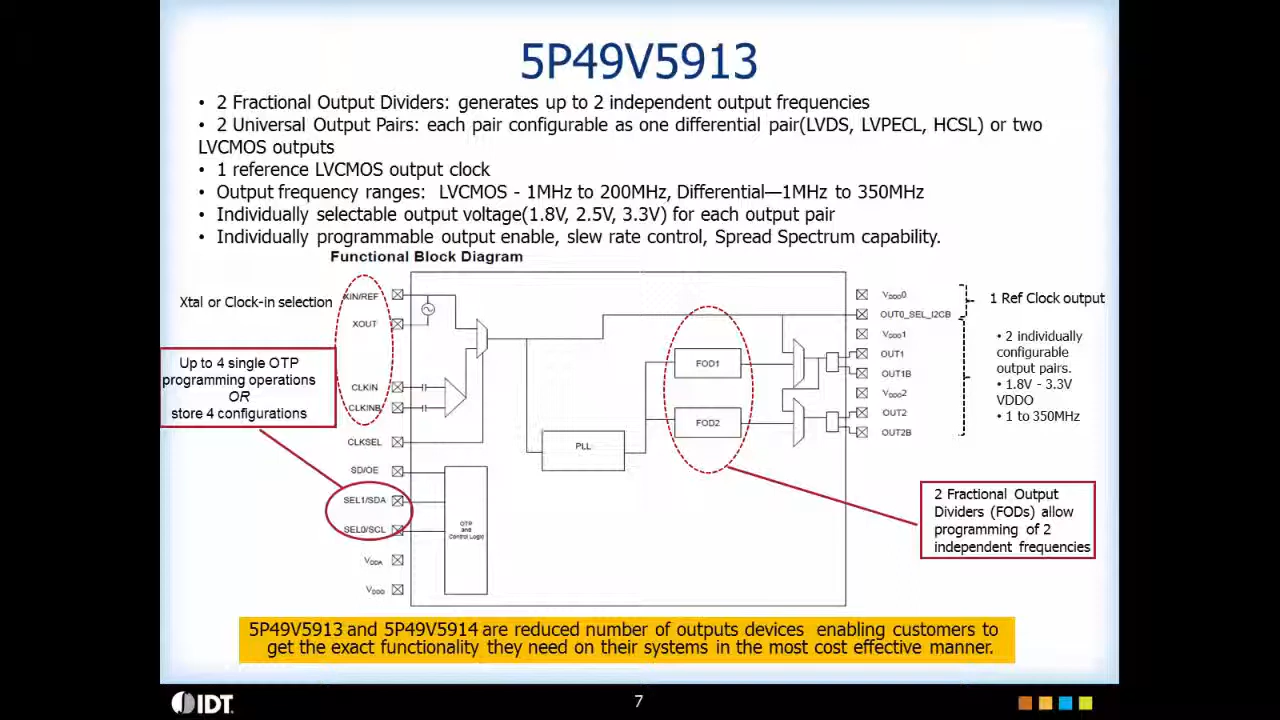 5P49V5913
• 2 Fractional Output Dividers: generates up to 2 independent output frequencies
• 2 Universal Output Pairs: each pair configurable as one differential pair(LVDS, LVPECL, HCSL) or two
LVCMOS outputs
• 1 reference LVCMOS output clock
• Output frequency ranges: LVCMOS - 1MHz to 200MHz, Differential—1MHz to 350MHz
• Individually selectable output voltage(1.8V, 2.5V, 3.3V) for each output pair
• Individually programmable output enable, slew rate control, Spread Spectrum capability.
Functional Block Diagram
Xtal or Clock-in selection
Up to 4 single OTP
programming operations
OR
store 4 configurations
XIN/REF
XOUT
CLKIN
CLKINB
CLKSEL
SD/OE
SEL1/SDA
SEL0/SCL
VDDA
VDDD
OTP
and
Control Logic
PLL
FOD1
FOD2
VDDO0
OUT0_SEL_I2CB
VDDO1
OUT1
OUT1B
VDDO2
OUT2
OUT2B
1 Ref Clock output
• 2 individually
configurable
output pairs.
• 1.8V - 3.3V
VDDO
• 1 to 350MHz
2 Fractional Output
Dividers (FODs) allow
programming of 2
independent frequencies
5P49V5913 and 5P49V5914 are reduced number of outputs devices enabling customers to
get the exact functionality they need on their systems in the most cost effective manner.
IDT
7